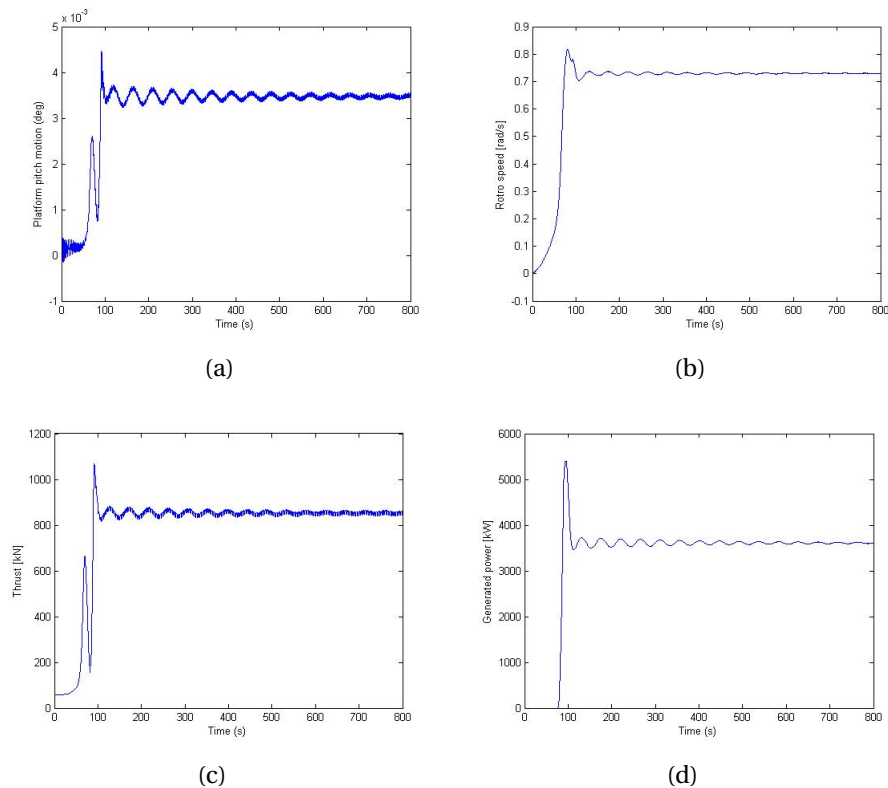 x 10⁻³
5
4
3
2
1
0
-1
Platform pitch motion (deg)
0 100 200 300 400 500 600 700 800
Time (s)
(a)
0.9
0.8
0.7
0.6
0.5
0.4
0.3
0.2
0.1
0
-0.1
Rotro speed [rad/s]
0 100 200 300 400 500 600 700 800
Time (s)
(b)
1200
1000
800
600
400
200
0
Thrust [kN]
0 100 200 300 400 500 600 700 800
Time (s)
(c)
6000
5000
4000
3000
2000
1000
0
Generated power [kW]
0 100 200 300 400 500 600 700 800
Time (s)
(d)